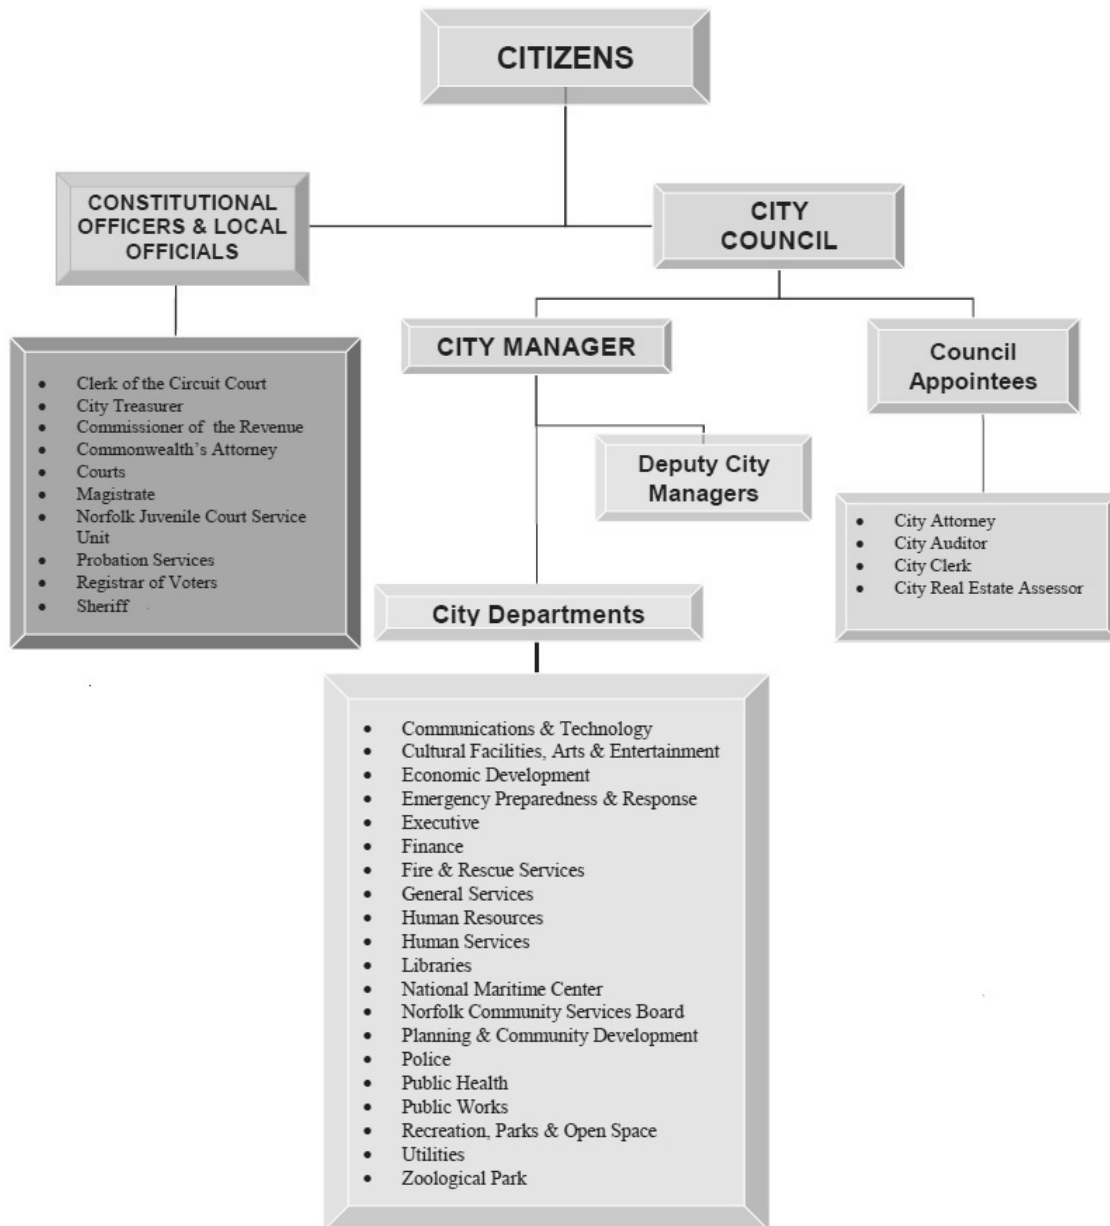 CITIZENS
CONSTITUTIONAL
OFFICERS & LOCAL
OFFICIALS
CITY
COUNCIL
CITY MANAGER
Council
Appointees
Deputy City
Managers
• Clerk of the Circuit Court
• City Treasurer
• Commissioner of the Revenue
• Commonwealth’s Attorney
• Courts
• Magistrate
• Norfolk Juvenile Court Service
Unit
• Probation Services
• Registrar of Voters
• Sheriff
• City Attorney
• City Auditor
• City Clerk
• City Real Estate Assessor
City Departments
• Communications & Technology
• Cultural Facilities, Arts & Entertainment
• Economic Development
• Emergency Preparedness & Response
• Executive
• Finance
• Fire & Rescue Services
• General Services
• Human Resources
• Human Services
• Libraries
• National Maritime Center
• Norfolk Community Services Board
• Planning & Community Development
• Police
• Public Health
• Public Works
• Recreation, Parks & Open Space
• Utilities
• Zoological Park